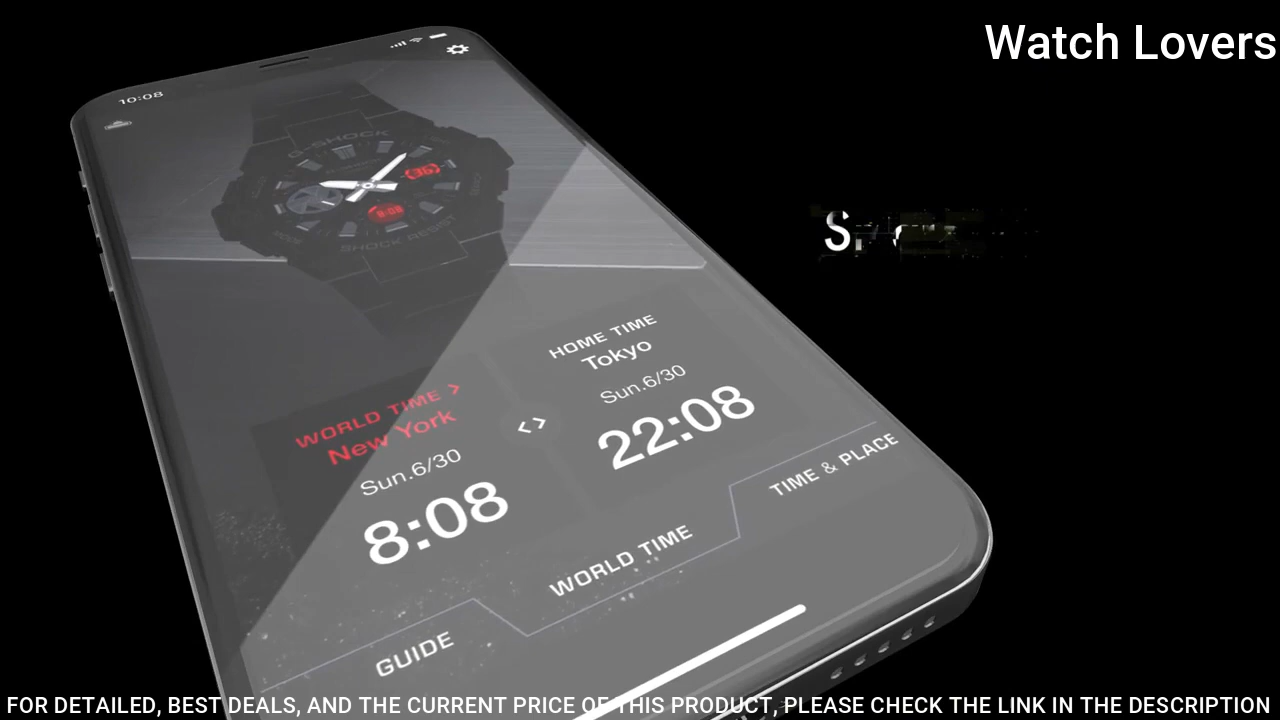 Watch Lovers
10:08
G-SHOCK
8:08
SHOCK RESIST
HOME TIME
Tokyo
Sun.6/30
22:08
WORLD TIME >
New York
Sun.6/30
8:08
< >
TIME & PLACE
WORLD TIME
GUIDE
FOR DETAILED, BEST DEALS, AND THE CURRENT PRICE OF THIS PRODUCT, PLEASE CHECK THE LINK IN THE DESCRIPTION